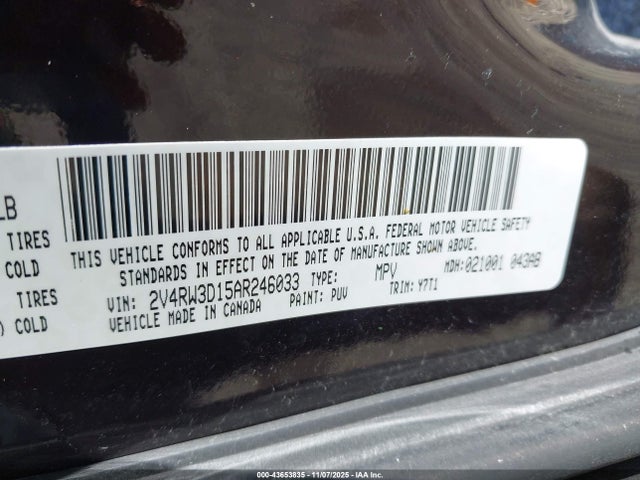 LB
TIRES
COLD
TIRES
) COLD
THIS VEHICLE CONFORMS TO ALL APPLICABLE U.S.A. FEDERAL MOTOR VEHICLE SAFETY
STANDARDS IN EFFECT ON THE DATE OF MANUFACTURE SHOWN ABOVE.
VIN: 2V4RW3D15AR246033 TYPE: MPV MDH:021001 043AB
VEHICLE MADE IN CANADA PAINT: PUV TRIM: Y7T1
000-43653835 - 11/07/2025 - IAA Inc.